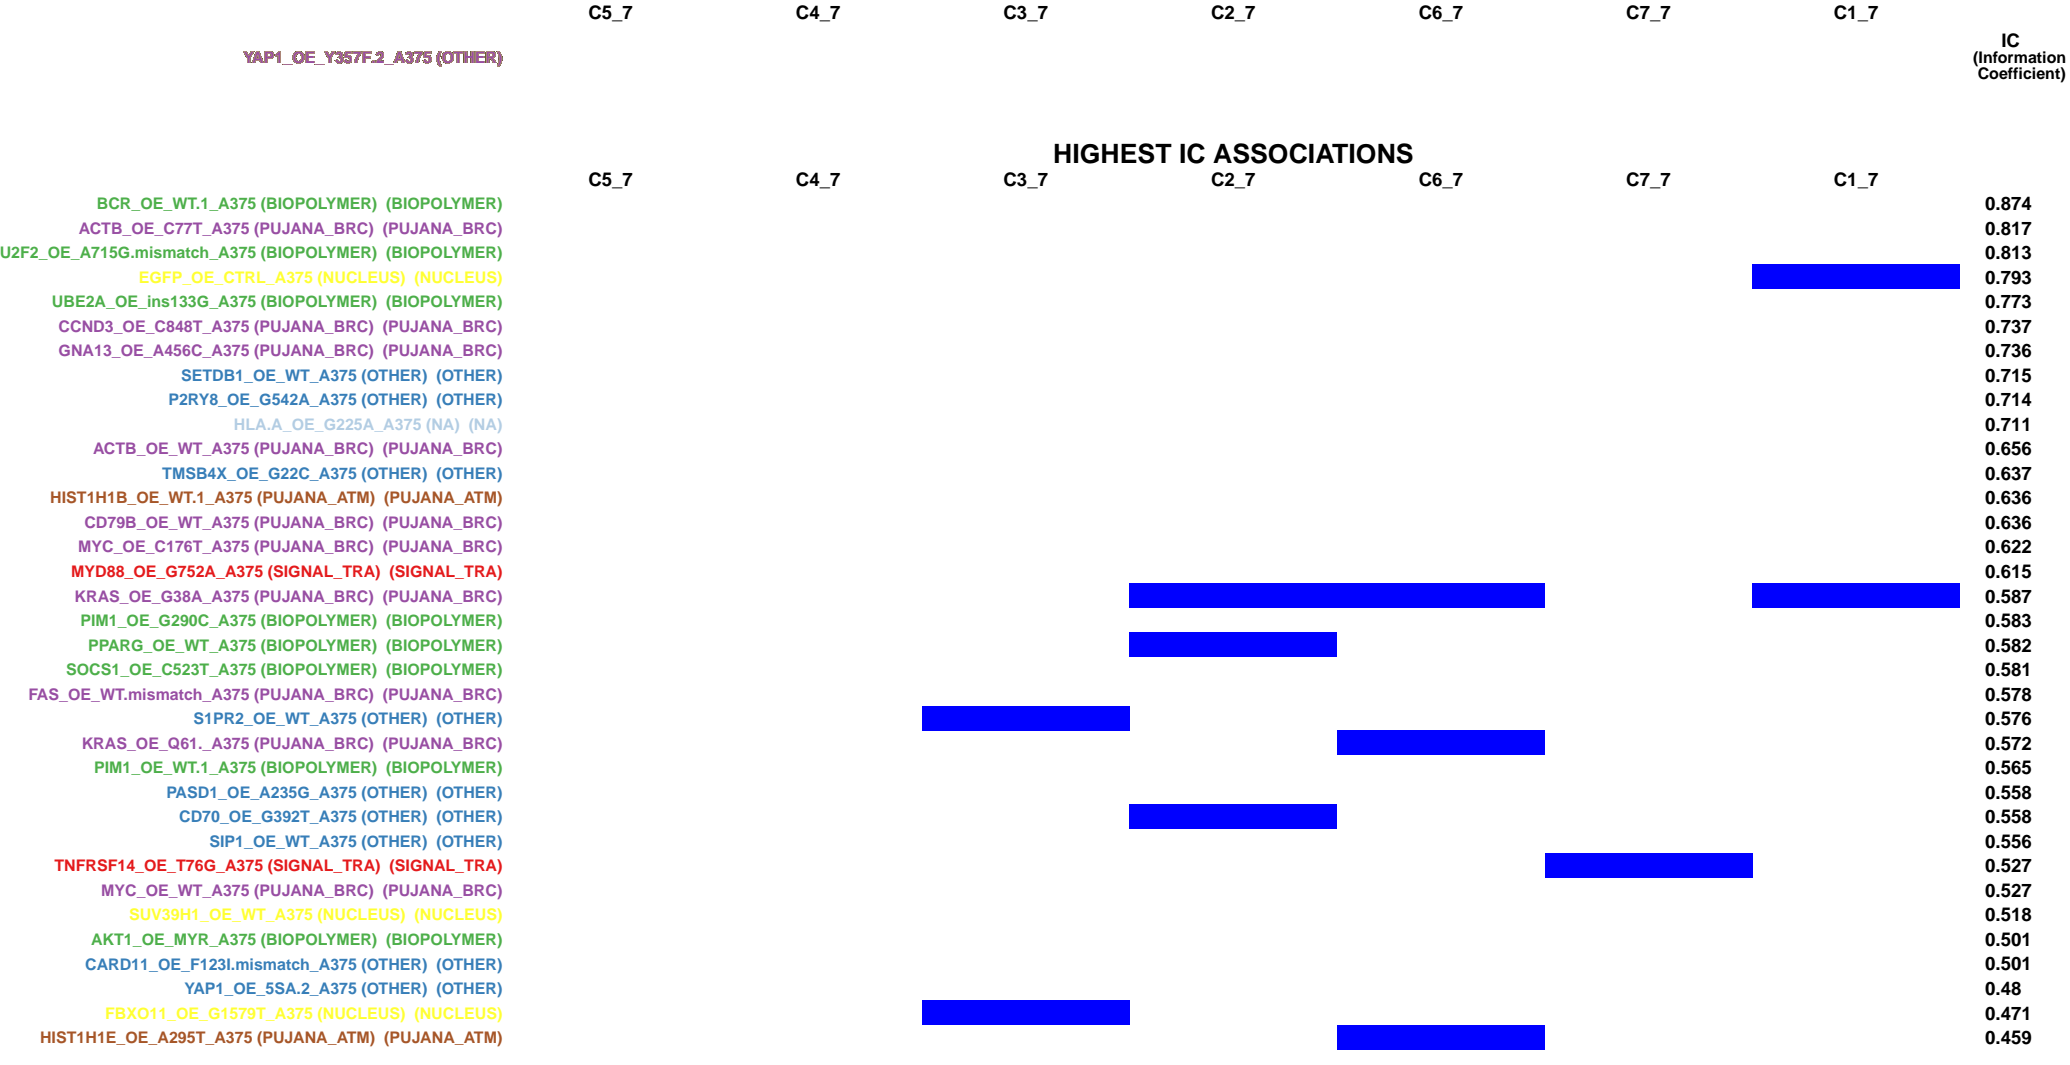 C5_7 C4_7 C3_7 C2_7 C6_7 C7_7 C1_7
YAP1_OE_Y357F.2_A375 (OTHER)
IC
(Information
Coefficient)
HIGHEST IC ASSOCIATIONS
C5_7 C4_7 C3_7 C2_7 C6_7 C7_7 C1_7
BCR_OE_WT.1_A375 (BIOPOLYMER) (BIOPOLYMER) 0.874
ACTB_OE_C77T_A375 (PUJANA_BRC) (PUJANA_BRC) 0.817
U2F2_OE_A715G.mismatch_A375 (BIOPOLYMER) (BIOPOLYMER) 0.813
EGFP_OE_CTRL_A375 (NUCLEUS) (NUCLEUS) 0.793
UBE2A_OE_ins133G_A375 (BIOPOLYMER) (BIOPOLYMER) 0.773
CCND3_OE_C848T_A375 (PUJANA_BRC) (PUJANA_BRC) 0.737
GNA13_OE_A456C_A375 (PUJANA_BRC) (PUJANA_BRC) 0.736
SETDB1_OE_WT_A375 (OTHER) (OTHER) 0.715
P2RY8_OE_G542A_A375 (OTHER) (OTHER) 0.714
HLA.A_OE_G225A_A375 (NA) (NA) 0.711
ACTB_OE_WT_A375 (PUJANA_BRC) (PUJANA_BRC) 0.656
TMSB4X_OE_G22C_A375 (OTHER) (OTHER) 0.637
HIST1H1B_OE_WT.1_A375 (PUJANA_ATM) (PUJANA_ATM) 0.636
CD79B_OE_WT_A375 (PUJANA_BRC) (PUJANA_BRC) 0.636
MYC_OE_C176T_A375 (PUJANA_BRC) (PUJANA_BRC) 0.622
MYD88_OE_G752A_A375 (SIGNAL_TRA) (SIGNAL_TRA) 0.615
KRAS_OE_G38A_A375 (PUJANA_BRC) (PUJANA_BRC) 0.587
PIM1_OE_G290C_A375 (BIOPOLYMER) (BIOPOLYMER) 0.583
PPARG_OE_WT_A375 (BIOPOLYMER) (BIOPOLYMER) 0.582
SOCS1_OE_C523T_A375 (BIOPOLYMER) (BIOPOLYMER) 0.581
FAS_OE_WT.mismatch_A375 (PUJANA_BRC) (PUJANA_BRC) 0.578
S1PR2_OE_WT_A375 (OTHER) (OTHER) 0.576
KRAS_OE_Q61._A375 (PUJANA_BRC) (PUJANA_BRC) 0.572
PIM1_OE_WT.1_A375 (BIOPOLYMER) (BIOPOLYMER) 0.565
PASD1_OE_A235G_A375 (OTHER) (OTHER) 0.558
CD70_OE_G392T_A375 (OTHER) (OTHER) 0.558
SIP1_OE_WT_A375 (OTHER) (OTHER) 0.556
TNFRSF14_OE_T76G_A375 (SIGNAL_TRA) (SIGNAL_TRA) 0.527
MYC_OE_WT_A375 (PUJANA_BRC) (PUJANA_BRC) 0.527
SUV39H1_OE_WT_A375 (NUCLEUS) (NUCLEUS) 0.518
AKT1_OE_MYR_A375 (BIOPOLYMER) (BIOPOLYMER) 0.501
CARD11_OE_F123I.mismatch_A375 (OTHER) (OTHER) 0.501
YAP1_OE_5SA.2_A375 (OTHER) (OTHER) 0.48
FBXO11_OE_G1579T_A375 (NUCLEUS) (NUCLEUS) 0.471
HIST1H1E_OE_A295T_A375 (PUJANA_ATM) (PUJANA_ATM) 0.459